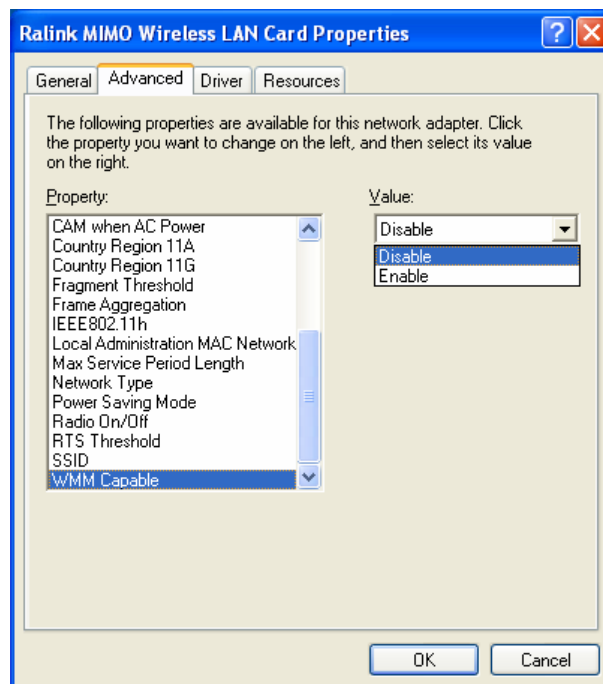 Ralink MIMO Wireless LAN Card Properties
General Advanced Driver Resources
The following properties are available for this network adapter. Click
the property you want to change on the left, and then select its value
on the right.
Property:
CAM when AC Power
Country Region 11A
Country Region 11G
Fragment Threshold
Frame Aggregation
IEEE802.11h
Local Administration MAC Network
Max Service Period Length
Network Type
Power Saving Mode
Radio On/Off
RTS Threshold
SSID
WMM Capable
Value:
Disable
Disable
Enable
OK Cancel